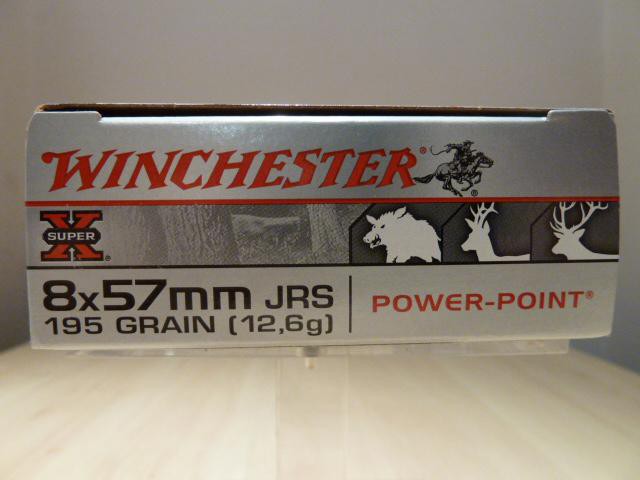 WINCHESTER®
SUPER X®
8x57mm JRS
195 GRAIN (12,6g)
POWER-POINT®